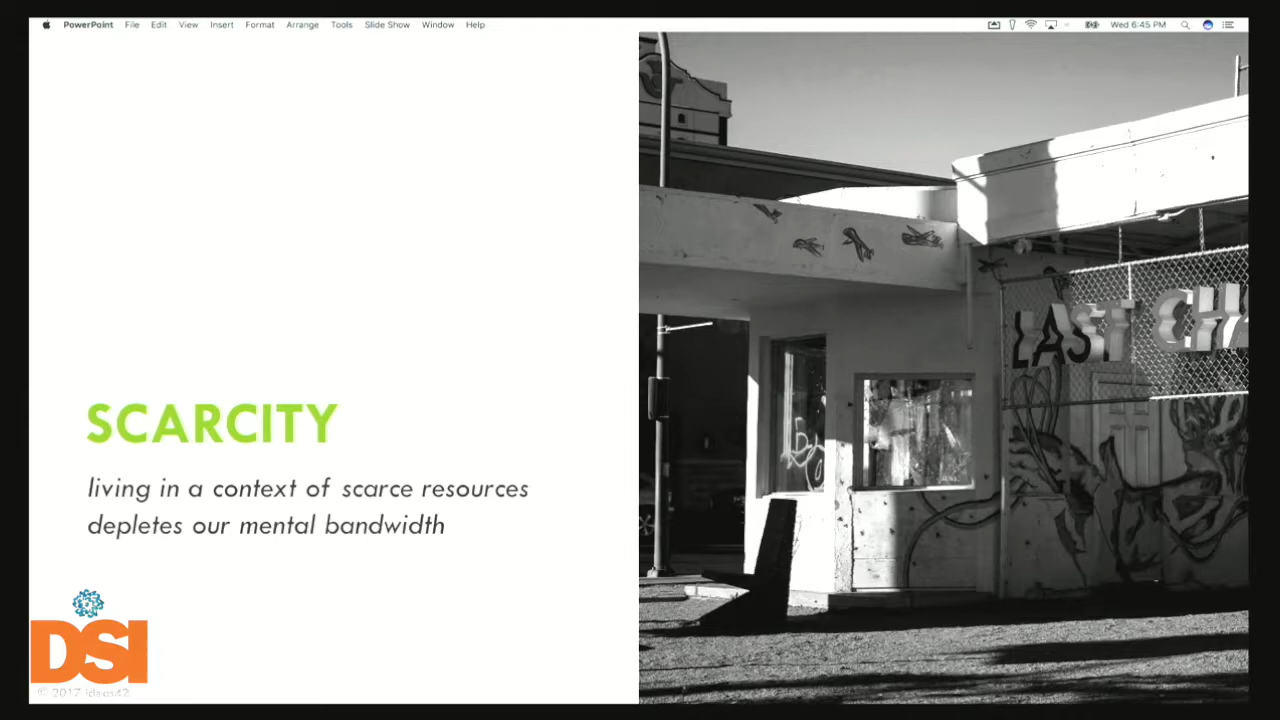 PowerPoint File Edit View Insert Format Arrange Tools Slide Show Window Help Wed 6:45 PM
LAST CHA
SCARCITY
living in a context of scarce resources
depletes our mental bandwidth
DSI
© 2017 ideas42